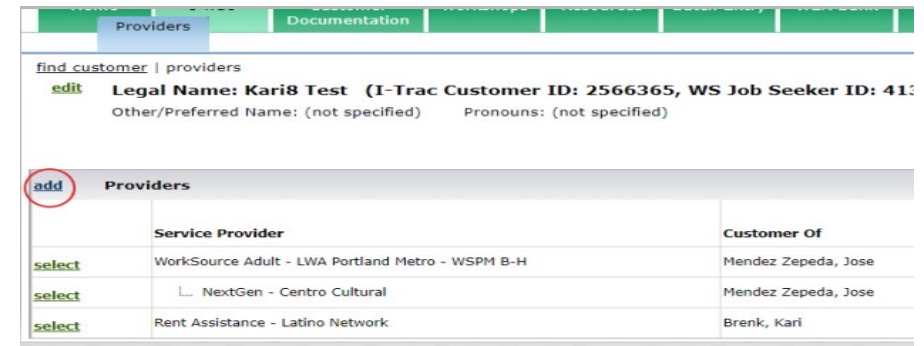 Documentation
Providers
find customer | providers
edit Legal Name: Kari8 Test (I-Trac Customer ID: 2566365, WS Job Seeker ID: 413
Other/Preferred Name: (not specified) Pronouns: (not specified)
add Providers
Service Provider Customer Of
select WorkSource Adult - LWA Portland Metro - WSPM B-H Mendez Zepeda, Jose
select NextGen - Centro Cultural Mendez Zepeda, Jose
select Rent Assistance - Latino Network Brenk, Kari